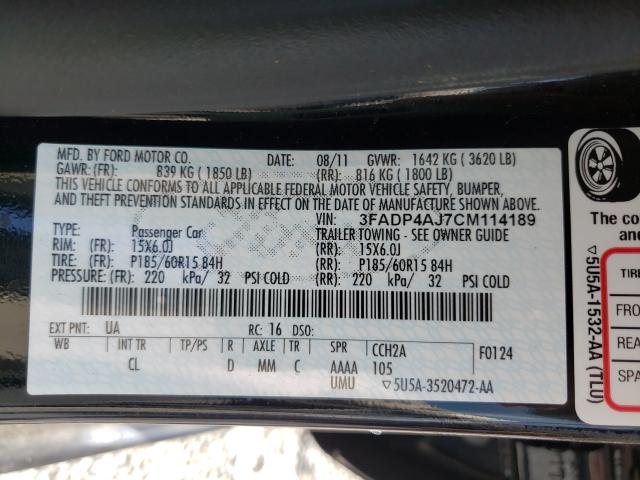 MFD. BY FORD MOTOR CO. DATE: 08/11 GVWR: 1642 KG ( 3620 LB)
GAWR: (FR): 839 KG ( 1850 LB) (RR): 816 KG ( 1800 LB)
THIS VEHICLE CONFORMS TO ALL APPLICABLE FEDERAL MOTOR VEHICLE SAFETY, BUMPER,
AND THEFT PREVENTION STANDARDS IN EFFECT ON THE DATE OF MANUFACTURE SHOWN ABOVE.
VIN: 3FADP4AJ7CM114189
TYPE: Passenger Car TRAILER TOWING - SEE OWNER GUIDE
RIM: (FR): 15X6.0J (RR): 15X6.0J
TIRE: (FR): P185/60R15 84H (RR): P185/60R15 84H
PRESSURE: (FR): 220 kPa/ 32 PSI COLD (RR): 220 kPa/ 32 PSI COLD
EXT PNT: UA RC: 16 DSO:
WB INT TR TP/PS R AXLE TR SPR CCH2A F0124
CL D MM C AAAA 105
UMU ▽5U5A-3520472-AA
The co
and
TIRE
FRO
REA
SPA
▽5U5A-1532-AA (TLU)